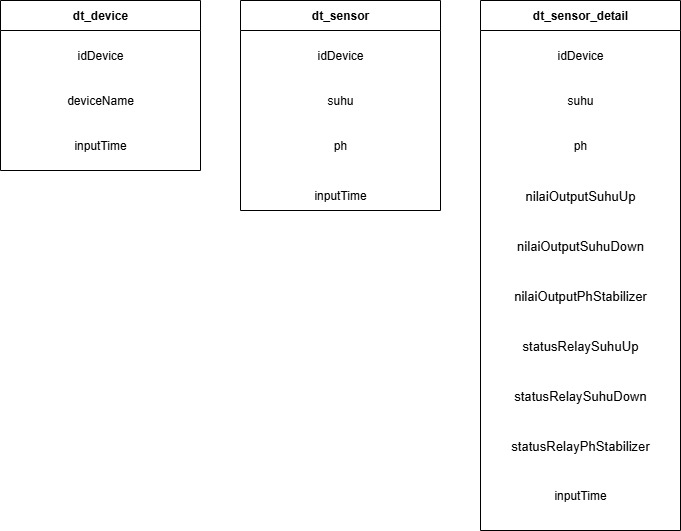 dt_device
idDevice
deviceName
inputTime
dt_sensor
idDevice
suhu
ph
inputTime
dt_sensor_detail
idDevice
suhu
ph
nilaiOutputSuhuUp
nilaiOutputSuhuDown
nilaiOutputPhStabilizer
statusRelaySuhuUp
statusRelaySuhuDown
statusRelayPhStabilizer
inputTime